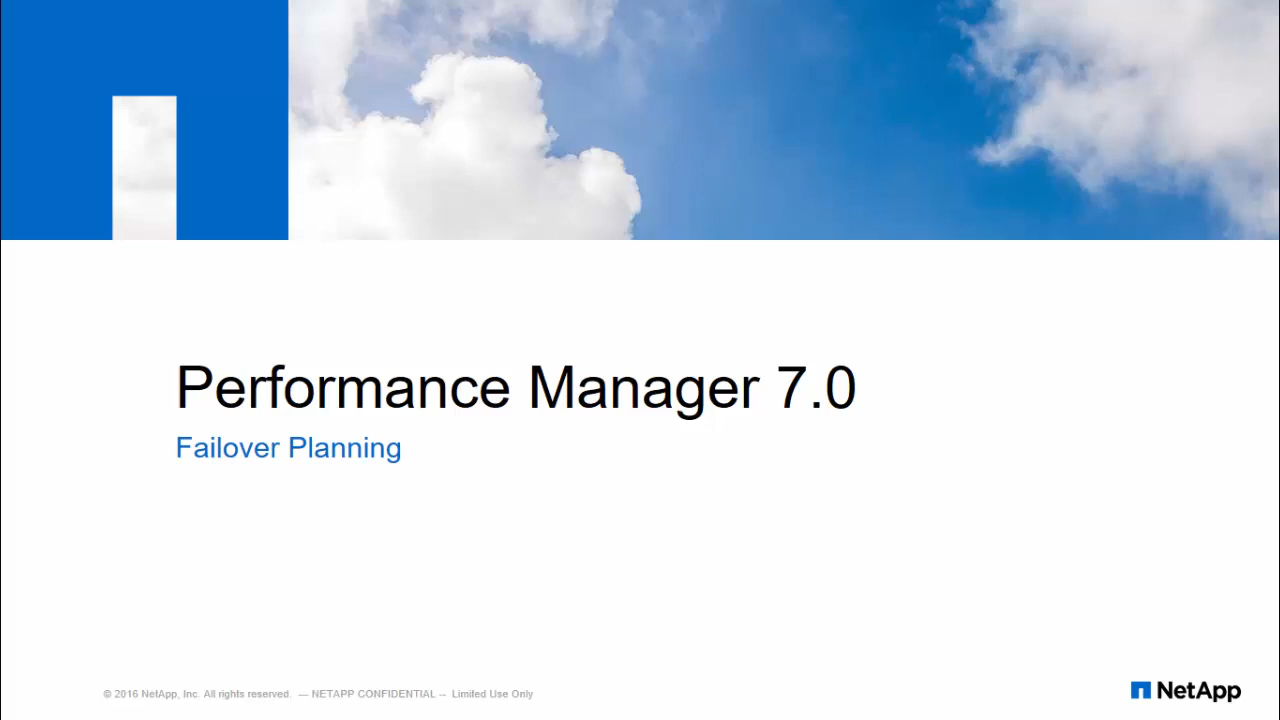 Performance Manager 7.0
Failover Planning
© 2016 NetApp, Inc. All rights reserved. --- NETAPP CONFIDENTIAL -- Limited Use Only
NetApp